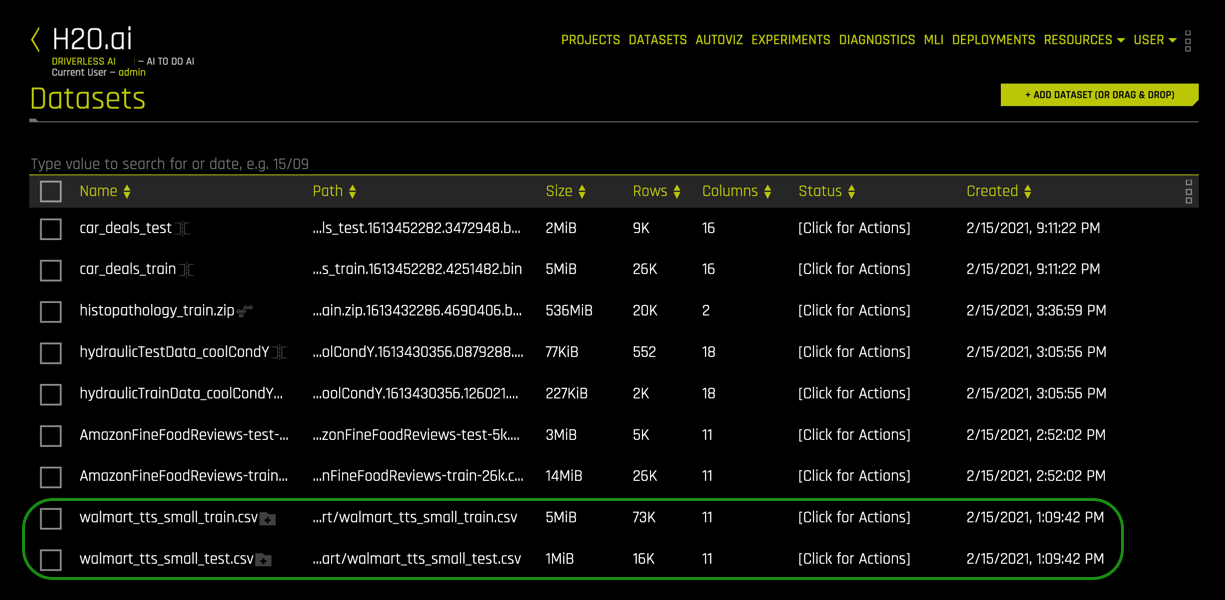 H2O.ai
DRIVERLESS AI – AI TO DO AI
Current User – admin
PROJECTS DATASETS AUTOVIZ EXPERIMENTS DIAGNOSTICS MLI DEPLOYMENTS RESOURCES USER
Datasets
+ ADD DATASET (OR DRAG & DROP)
Type value to search for or date, e.g. 15/09
Name Path Size Rows Columns Status Created
car_deals_test ...ls_test.1613452282.3472948.b... 2MiB 9K 16 [Click for Actions] 2/15/2021, 9:11:22 PM
car_deals_train ...s_train.1613452282.4251482.bin 5MiB 26K 16 [Click for Actions] 2/15/2021, 9:11:22 PM
histopathology_train.zip ...ain.zip.1613432286.4690406.b... 536MiB 20K 2 [Click for Actions] 2/15/2021, 3:36:59 PM
hydraulicTestData_coolCondY ...olCondY.1613430356.0879288.... 77KiB 552 18 [Click for Actions] 2/15/2021, 3:05:56 PM
hydraulicTrainData_coolCondY... ...oolCondY.1613430356.126021.... 227KiB 2K 18 [Click for Actions] 2/15/2021, 3:05:56 PM
AmazonFineFoodReviews-test-... ...zonFineFoodReviews-test-5k.... 3MiB 5K 11 [Click for Actions] 2/15/2021, 2:52:02 PM
AmazonFineFoodReviews-train... ...nFineFoodReviews-train-26k.c... 14MiB 26K 11 [Click for Actions] 2/15/2021, 2:52:02 PM
walmart_tts_small_train.csv ...rt/walmart_tts_small_train.csv 5MiB 73K 11 [Click for Actions] 2/15/2021, 1:09:42 PM
walmart_tts_small_test.csv ...art/walmart_tts_small_test.csv 1MiB 16K 11 [Click for Actions] 2/15/2021, 1:09:42 PM